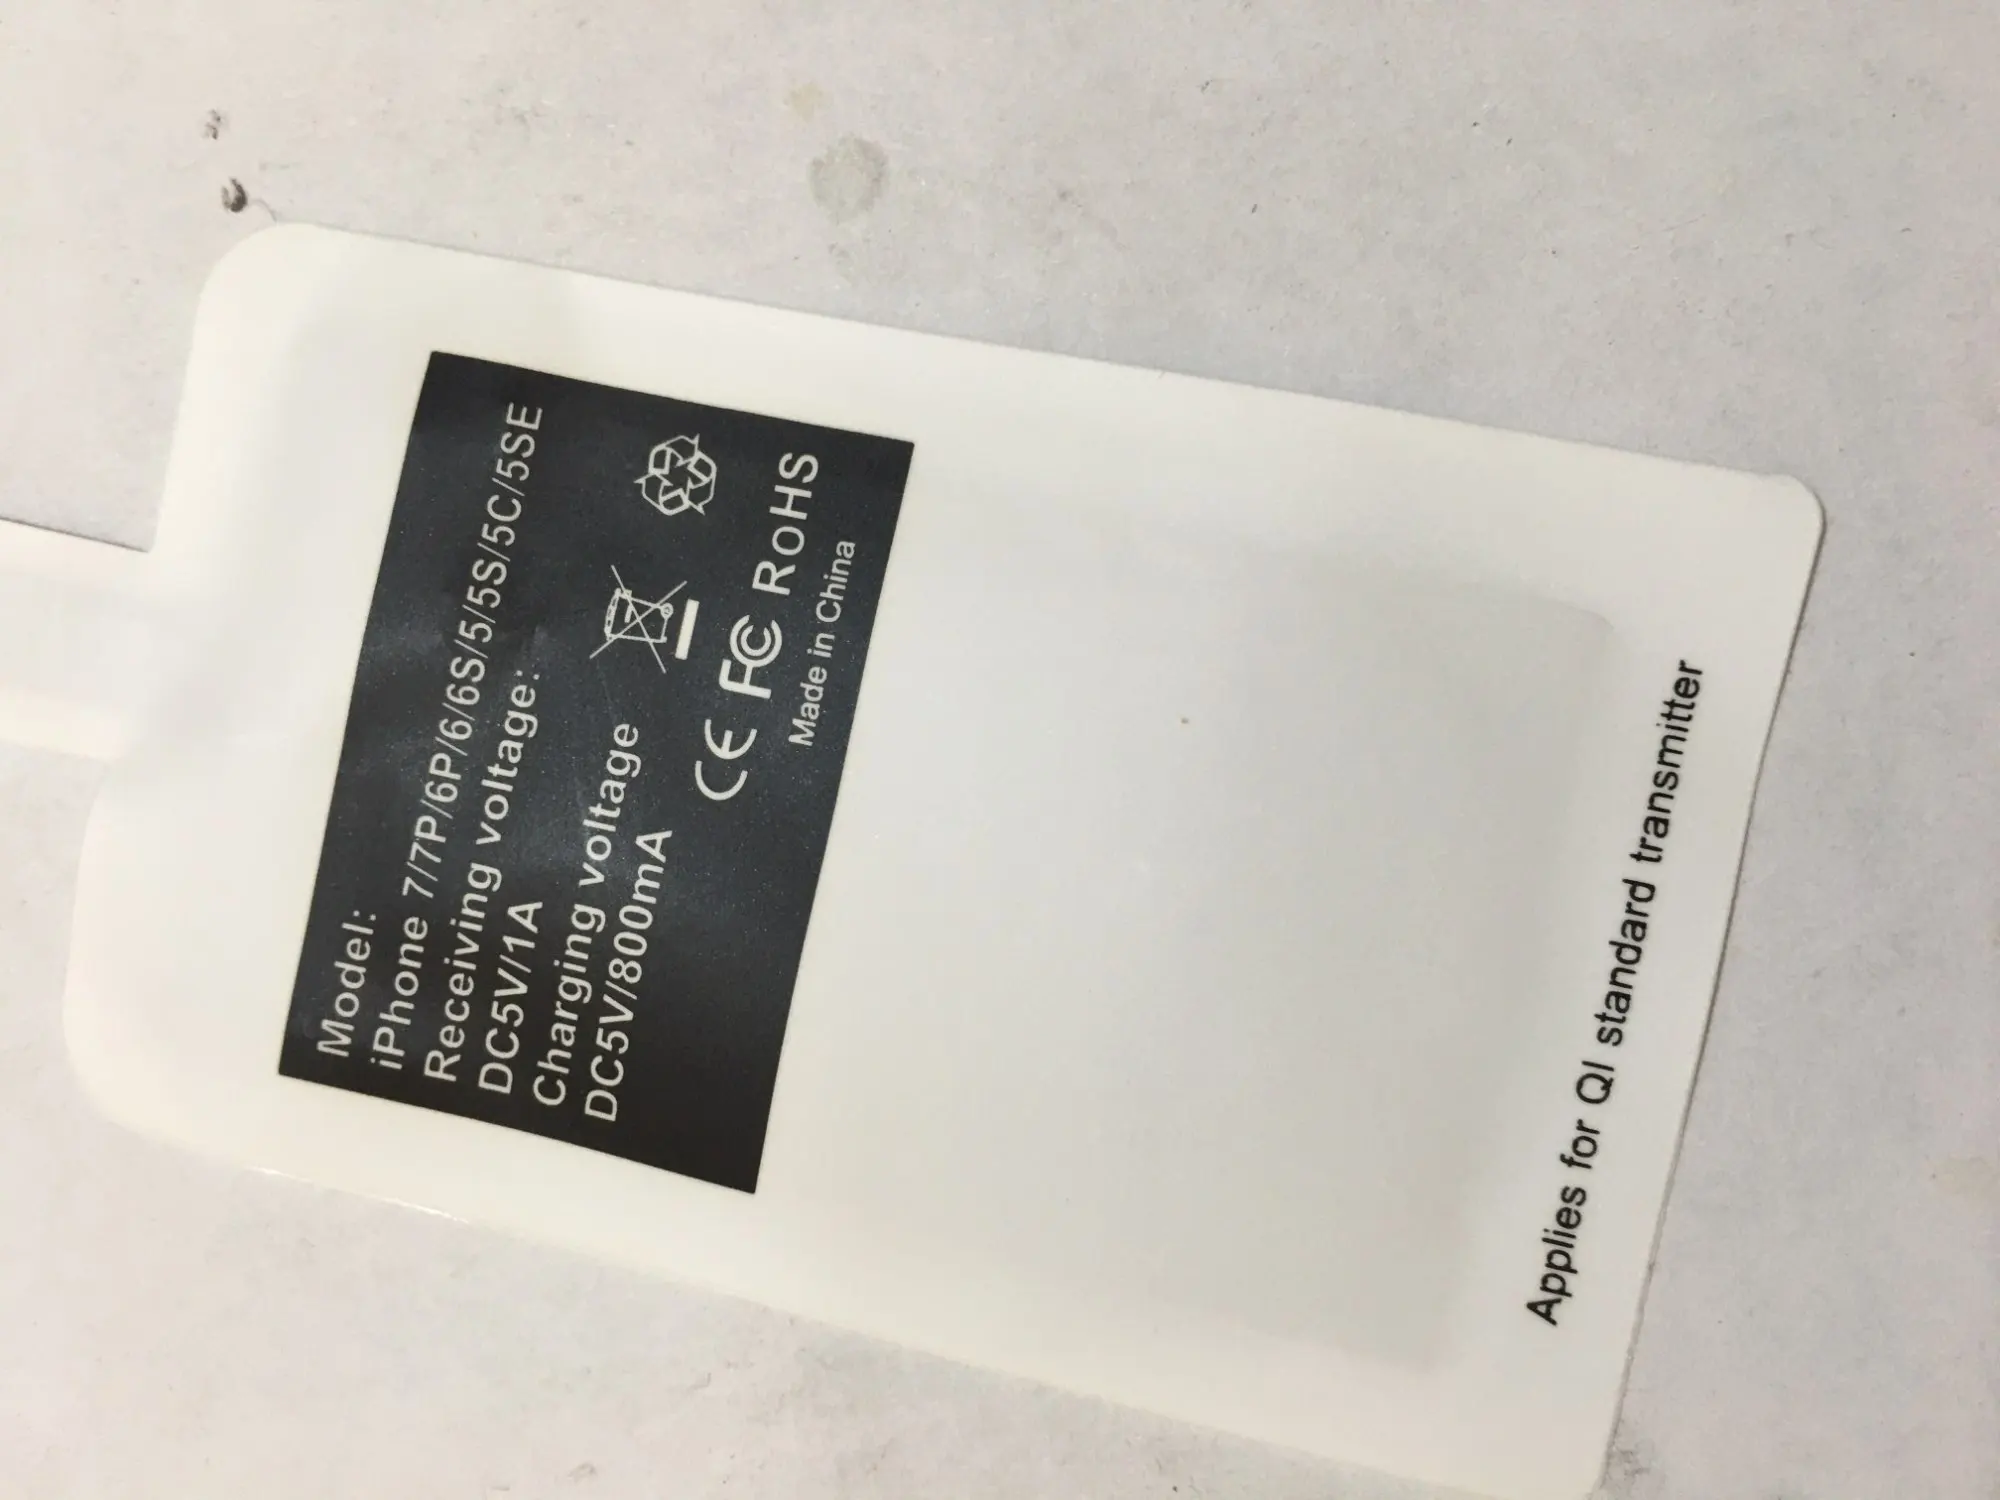 Model:
iPhone 7/7P/6P/6/6S/5/5S/5C/5SE
Receiving voltage:
DC5V/1A
Charging voltage
DC5V/800mA
CE FC RoHS
Made in China
Applies for QI standard transmitter